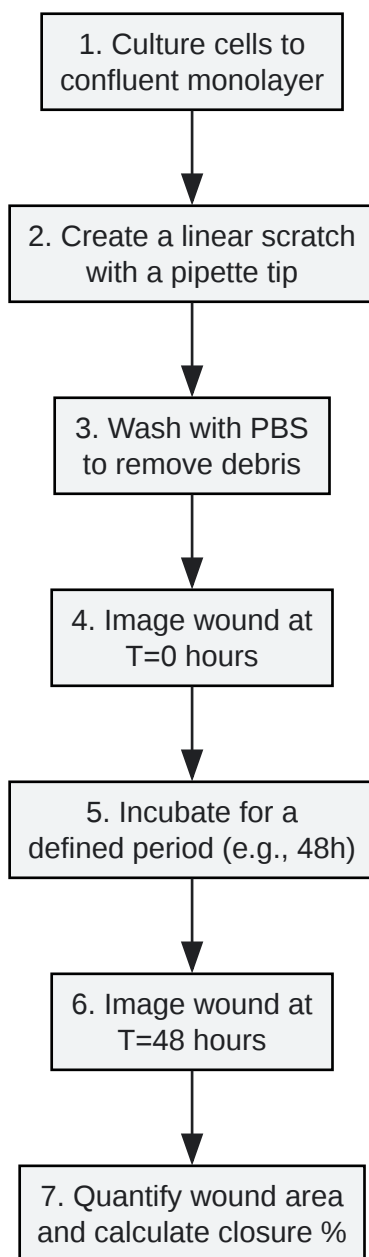 1. Culture cells to
confluent monolayer
2. Create a linear scratch
with a pipette tip
3. Wash with PBS
to remove debris
4. Image wound at
T=0 hours
5. Incubate for a
defined period (e.g., 48h)
6. Image wound at
T=48 hours
7. Quantify wound area
and calculate closure %